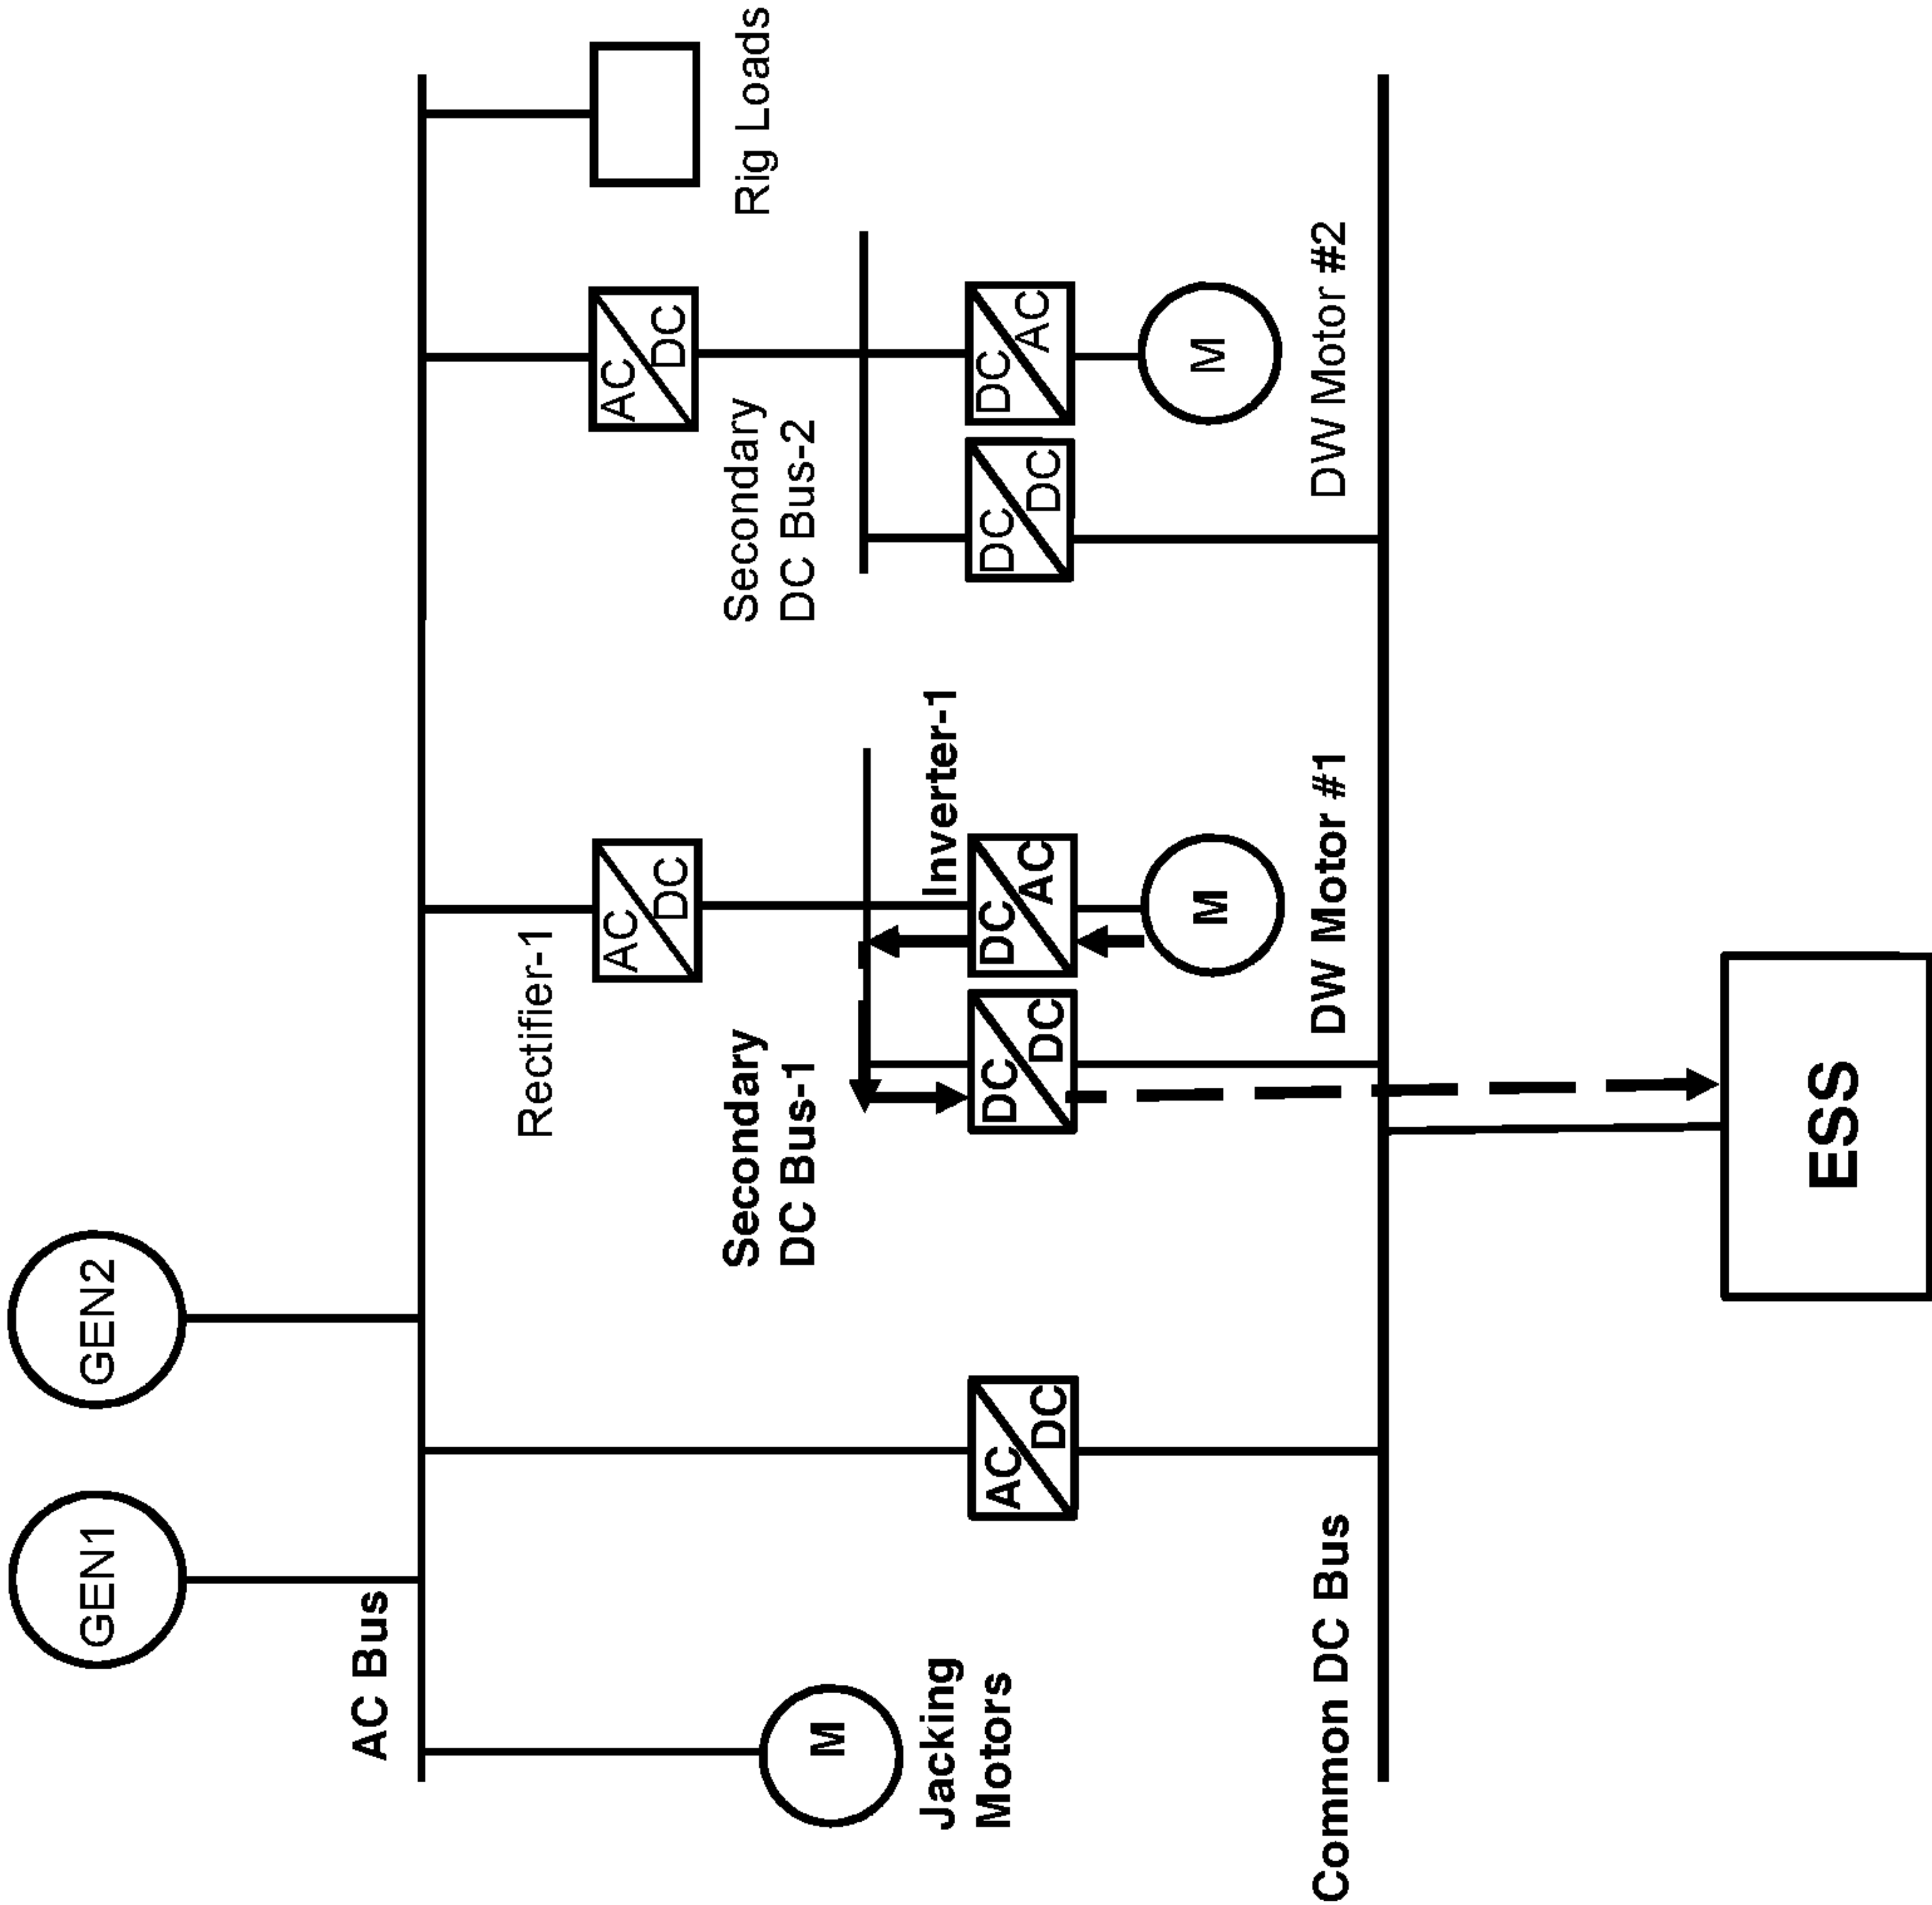 GEN1
GEN2
AC Bus
Rectifier-1
AC
DC
AC
DC
Rig Loads
Secondary
DC Bus-1
Secondary
DC Bus-2
M
Jacking
Motors
Inverter-1
AC
DC
DC
DC
DC
AC
DC
DC
DC
AC
M
M
Common DC Bus
DW Motor #1
DW Motor #2
ESS